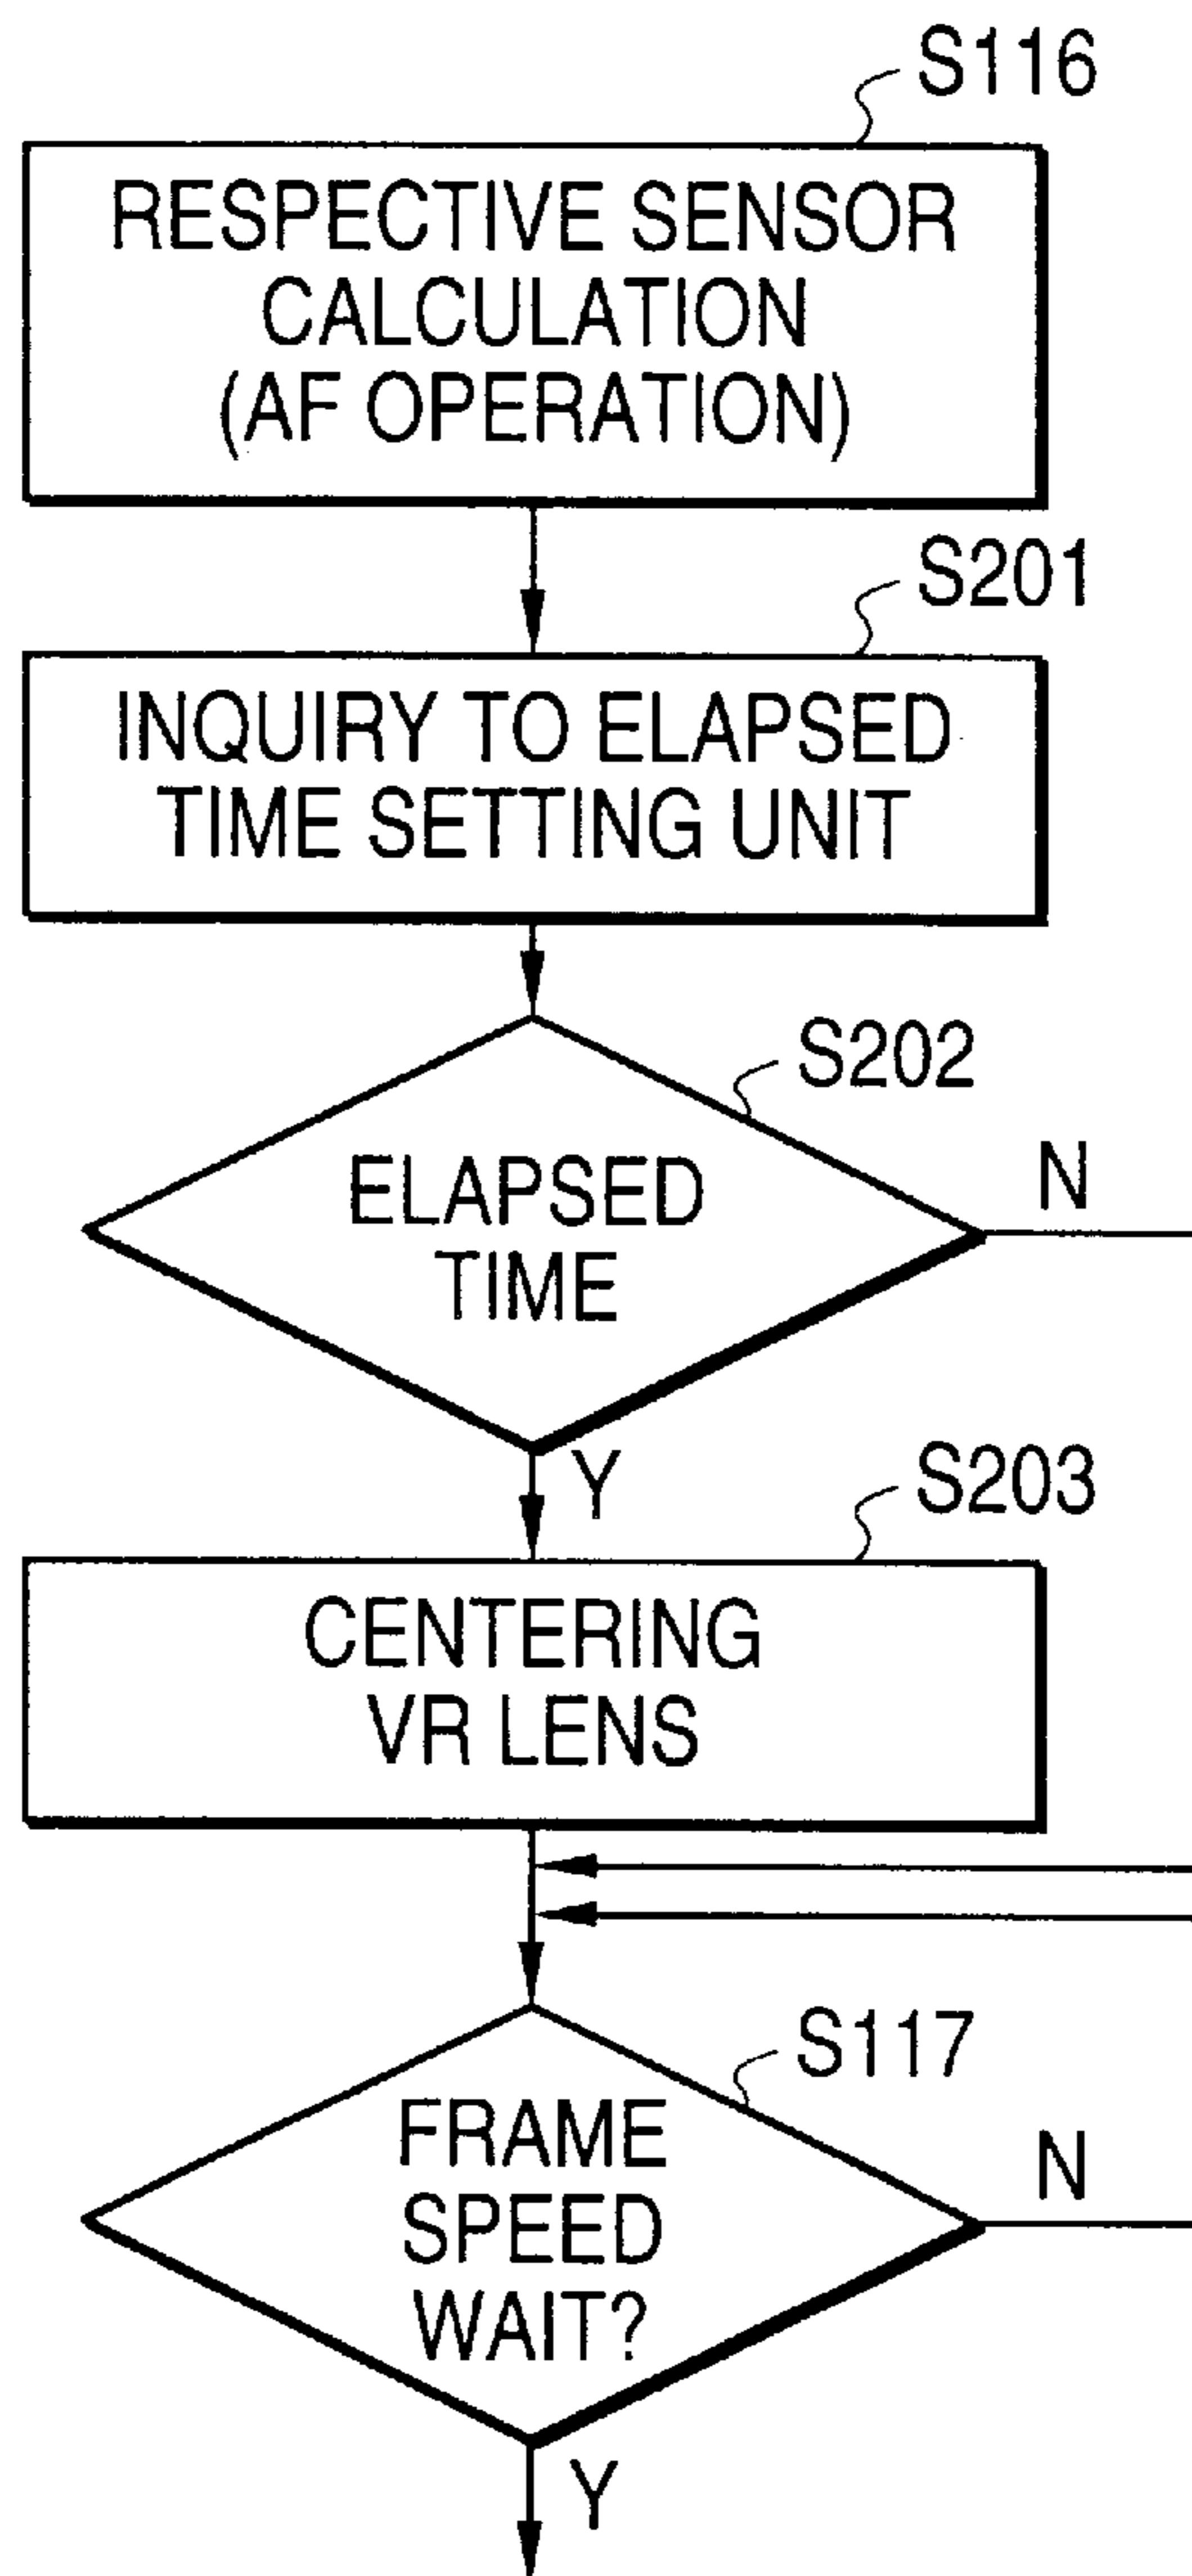 S116
RESPECTIVE SENSOR
CALCULATION
(AF OPERATION)
S201
INQUIRY TO ELAPSED
TIME SETTING UNIT
S202
ELAPSED
TIME
N
Y
S203
CENTERING
VR LENS
S117
FRAME
SPEED
WAIT?
N
Y